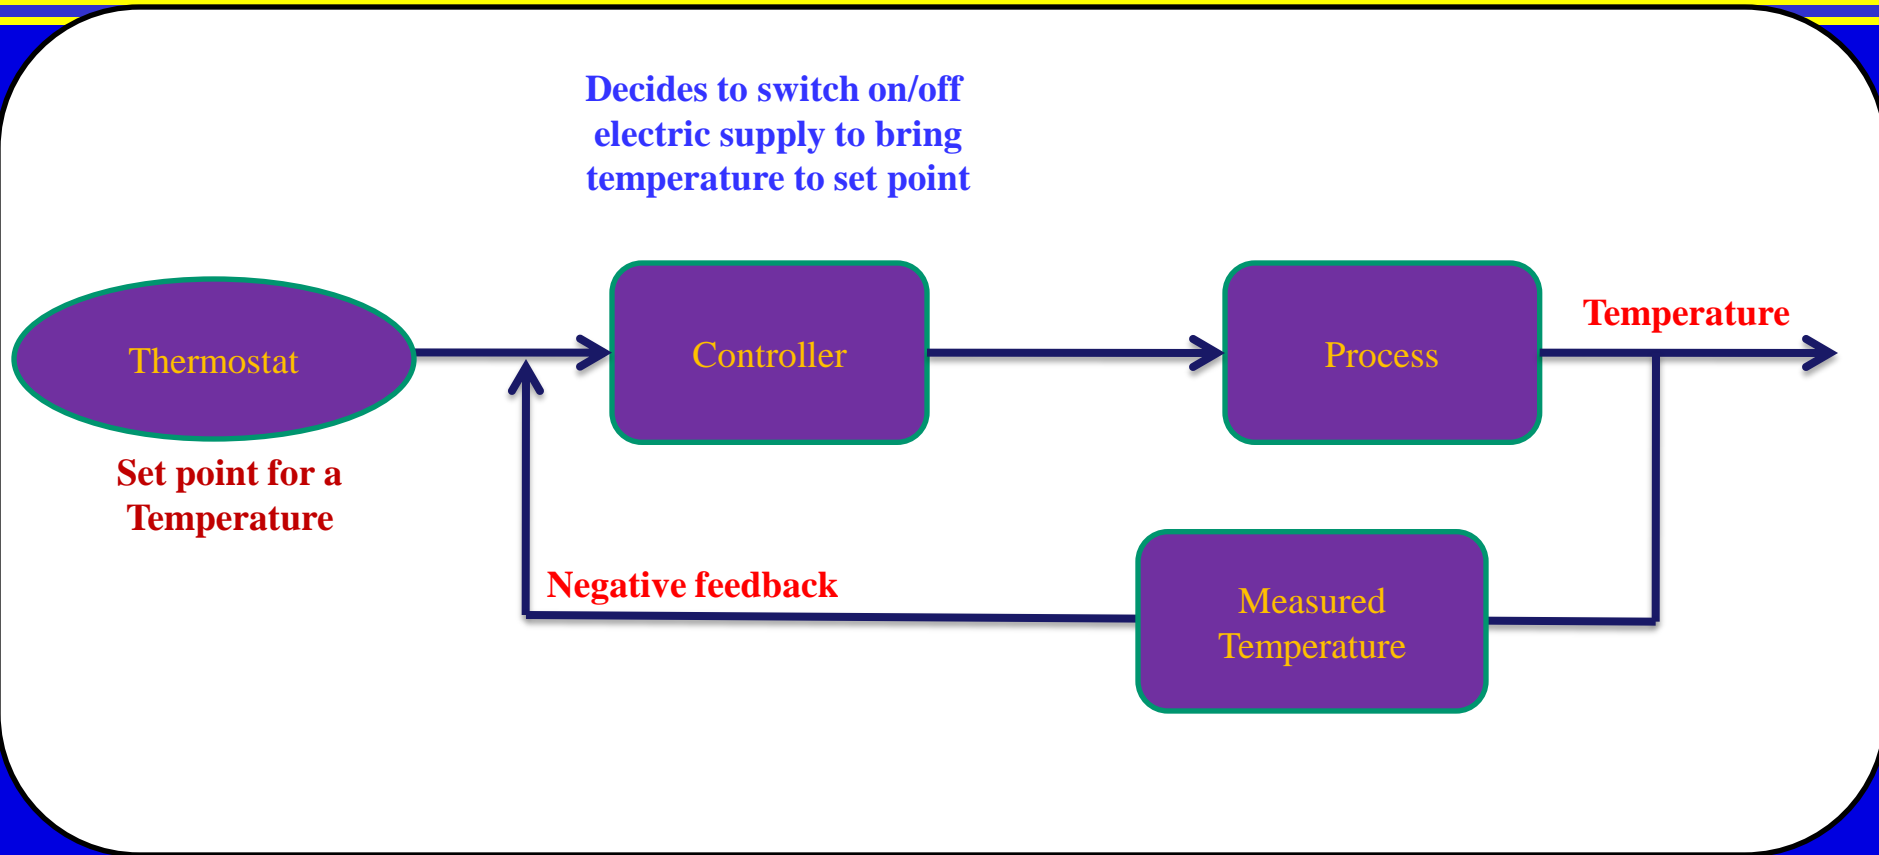 Decides to switch on/off
electric supply to bring
temperature to set point
Thermostat
Controller
Process
Temperature
Set point for a
Temperature
Negative feedback
Measured
Temperature